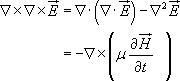 ∇×∇×E⃗ = ∇·(∇·E⃗) − ∇²E⃗
= −∇×(μ ∂H⃗/∂t)